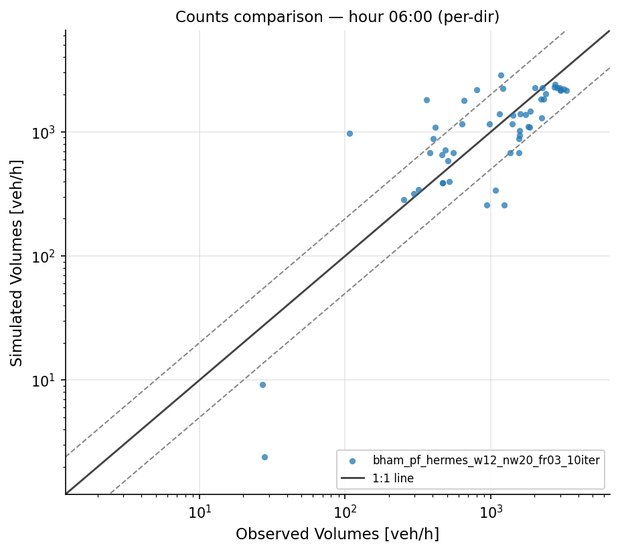 Counts comparison — hour 06:00 (per-dir)
Simulated Volumes [veh/h]
10³
10²
10¹
10¹ 10² 10³
Observed Volumes [veh/h]
bham_pf_hermes_w12_nw20_fr03_10iter
1:1 line